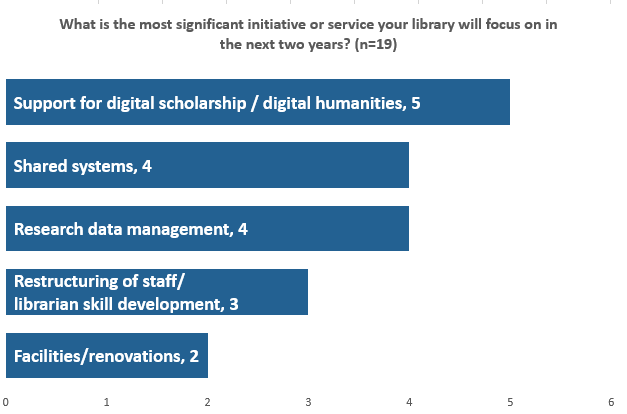 What is the most significant initiative or service your library will focus on in
the next two years? (n=19)
Support for digital scholarship / digital humanities, 5
Shared systems, 4
Research data management, 4
Restructuring of staff/
librarian skill development, 3
Facilities/renovations, 2
0 1 2 3 4 5 6